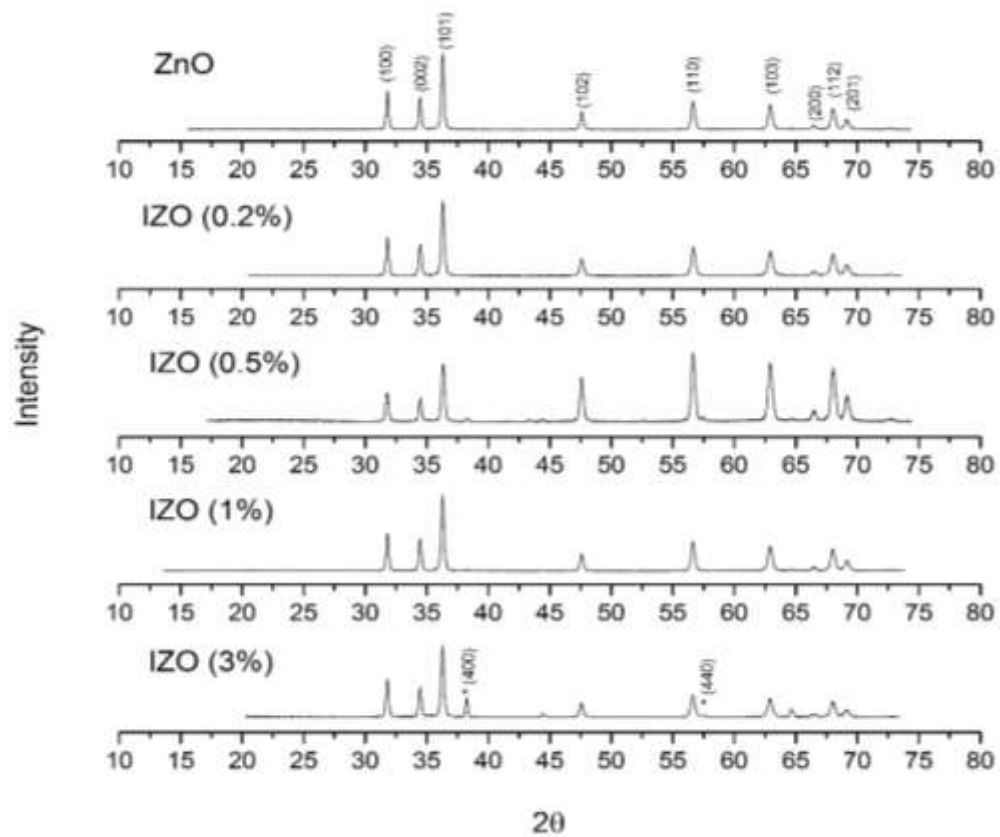 ZnO
(100) (002) (101) (102) (110) (103) (200) (112) (201)
10 15 20 25 30 35 40 45 50 55 60 65 70 75 80
IZO (0.2%)
10 15 20 25 30 35 40 45 50 55 60 65 70 75 80
IZO (0.5%)
10 15 20 25 30 35 40 45 50 55 60 65 70 75 80
IZO (1%)
10 15 20 25 30 35 40 45 50 55 60 65 70 75 80
IZO (3%)
* (400) * (440)
10 15 20 25 30 35 40 45 50 55 60 65 70 75 80
Intensity
2θ